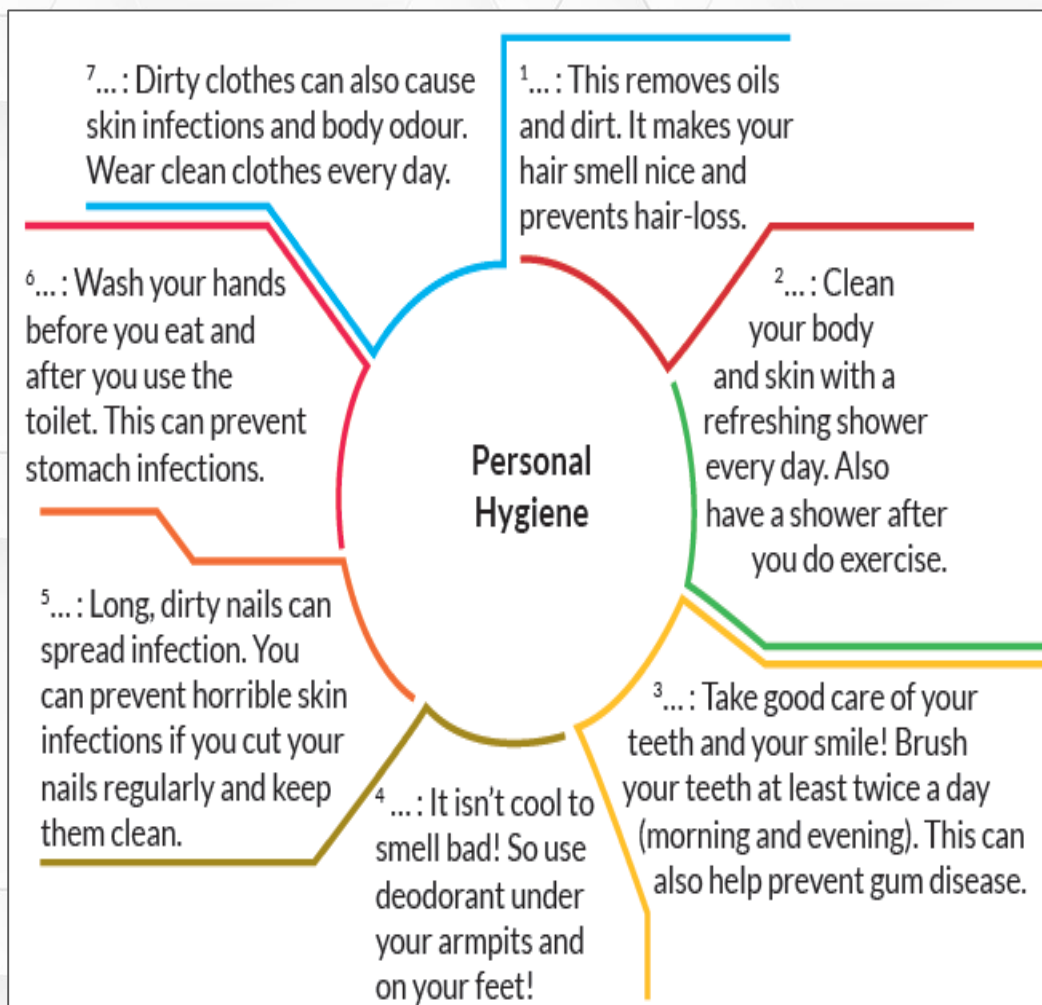 Personal
Hygiene
¹...: This removes oils
and dirt. It makes your
hair smell nice and
prevents hair-loss.
²...: Clean
your body
and skin with a
refreshing shower
every day. Also
have a shower after
you do exercise.
³...: Take good care of your
teeth and your smile! Brush
your teeth at least twice a day
(morning and evening). This can
also help prevent gum disease.
⁴...: It isn’t cool to
smell bad! So use
deodorant under
your armpits and
on your feet!
⁵...: Long, dirty nails can
spread infection. You
can prevent horrible skin
infections if you cut your
nails regularly and keep
them clean.
⁶...: Wash your hands
before you eat and
after you use the
toilet. This can prevent
stomach infections.
⁷...: Dirty clothes can also cause
skin infections and body odour.
Wear clean clothes every day.